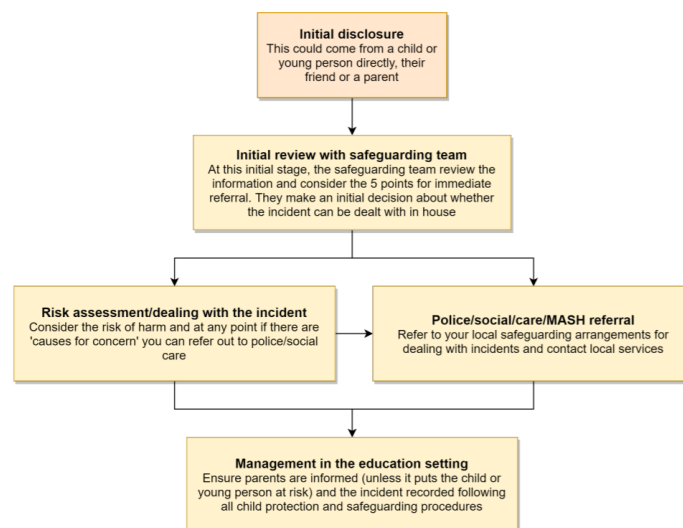 Initial disclosure
This could come from a child or
young person directly, their
friend or a parent
Initial review with safeguarding team
At this initial stage, the safeguarding team review the
information and consider the 5 points for immediate
referral. They make an initial decision about whether
the incident can be dealt with in house
Risk assessment/dealing with the incident
Consider the risk of harm and at any point if there are
'causes for concern' you can refer out to police/social
care
Police/social/care/MASH referral
Refer to your local safeguarding arrangements for
dealing with incidents and contact local services
Management in the education setting
Ensure parents are informed (unless it puts the child or
young person at risk) and the incident recorded following
all child protection and safeguarding procedures